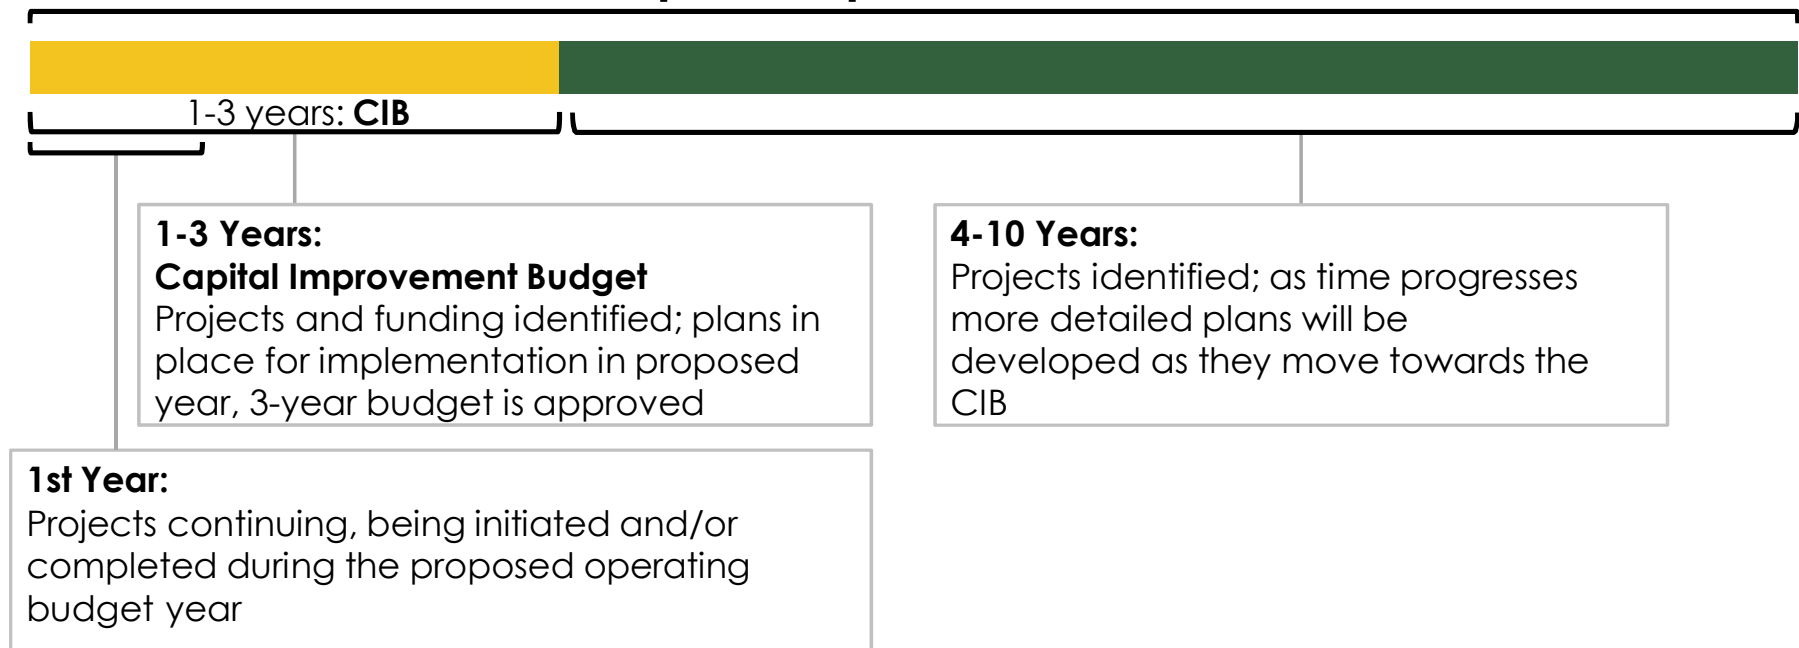 1-3 years: CIB
1-3 Years:
Capital Improvement Budget
Projects and funding identified; plans in
place for implementation in proposed
year, 3-year budget is approved
4-10 Years:
Projects identified; as time progresses
more detailed plans will be
developed as they move towards the
CIB
1st Year:
Projects continuing, being initiated and/or
completed during the proposed operating
budget year